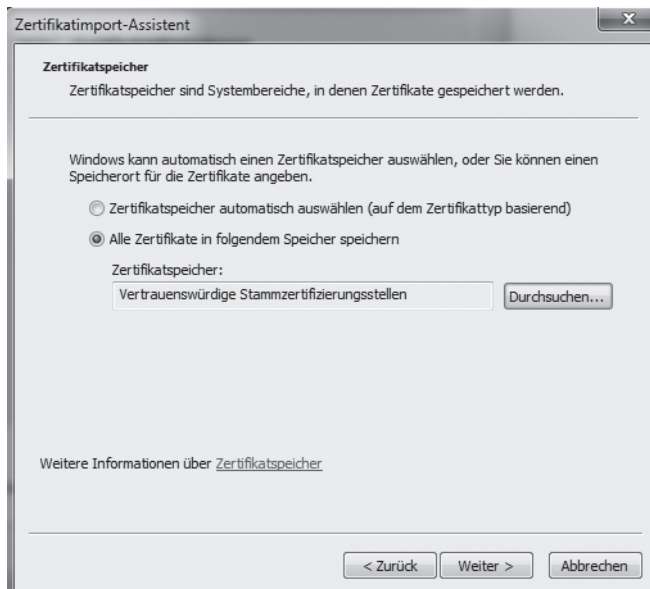 Zertifikatimport-Assistent
Zertifikatspeicher
Zertifikatspeicher sind Systembereiche, in denen Zertifikate gespeichert werden.
Windows kann automatisch einen Zertifikatspeicher auswählen, oder Sie können einen
Speicherort für die Zertifikate angeben.
Zertifikatspeicher automatisch auswählen (auf dem Zertifikattyp basierend)
Alle Zertifikate in folgendem Speicher speichern
Zertifikatspeicher:
Vertrauenswürdige Stammzertifizierungsstellen
Durchsuchen...
Weitere Informationen über Zertifikatspeicher
< Zurück Weiter > Abbrechen